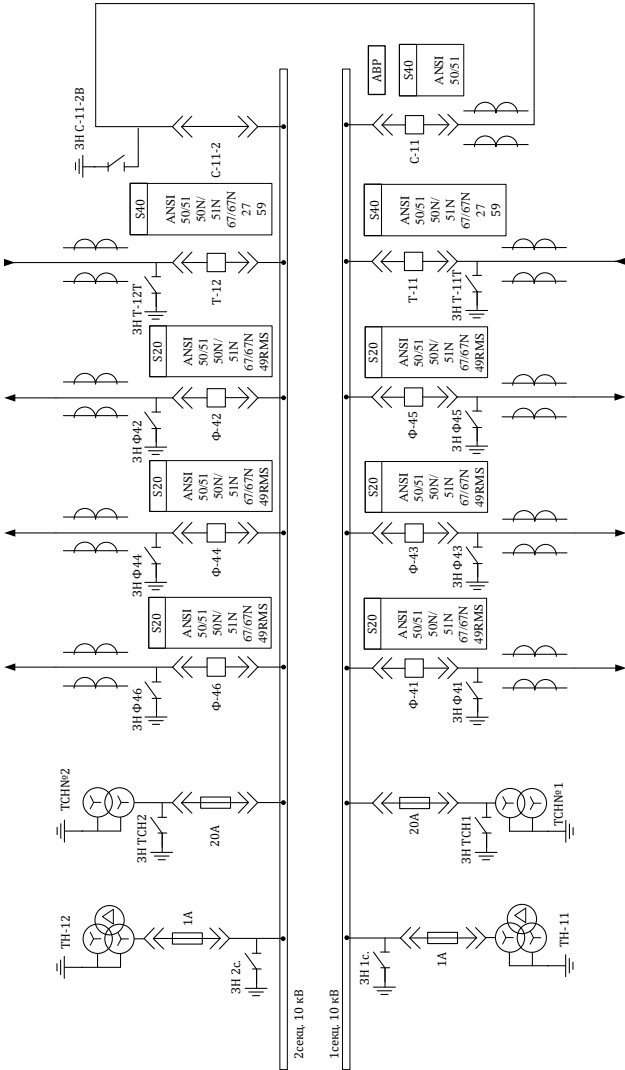 ЗН С-11-2В
С-11-2
АВР
S40
ANSI
50/51
С-11
S40
ANSI
50/51
50N/
51N
67/67N
27
59
Т-12
ЗН Т-12Т
S40
ANSI
50/51
50N/
51N
67/67N
27
59
Т-11
ЗН Т-11Т
S20
ANSI
50/51
50N/
51N
67/67N
49RMS
Ф-42
ЗН Ф42
S20
ANSI
50/51
50N/
51N
67/67N
49RMS
Ф-45
ЗН Ф45
S20
ANSI
50/51
50N/
51N
67/67N
49RMS
Ф-44
ЗН Ф44
S20
ANSI
50/51
50N/
51N
67/67N
49RMS
Ф-43
ЗН Ф43
S20
ANSI
50/51
50N/
51N
67/67N
49RMS
Ф-46
ЗН Ф46
S20
ANSI
50/51
50N/
51N
67/67N
49RMS
Ф-41
ЗН Ф41
ТСН№2
ЗН ТСН2
20А
20А
ЗН ТСН1
ТСН№1
ТН-12
1А
ЗН 2с.
ЗН 1с.
1А
ТН-11
2секц. 10 кВ
1секц. 10 кВ